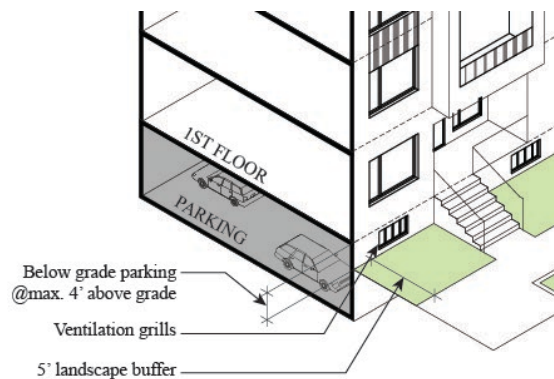 1ST FLOOR
PARKING
Below grade parking
@max. 4' above grade
Ventilation grills
5' landscape buffer